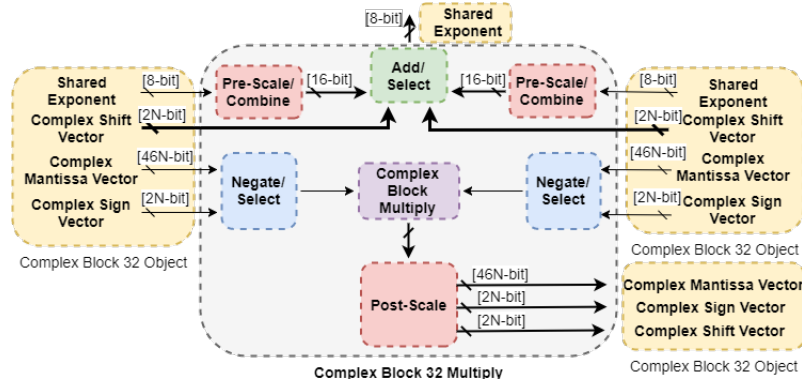 [8-bit]
Shared
Exponent
[8-bit]
[16-bit]
Add/
Select
[16-bit]
[8-bit]
Shared
Exponent
Pre-Scale/
Combine
Pre-Scale/
Combine
Shared
Exponent
[2N-bit]
Complex Shift
Vector
[2N-bit]
Complex Shift
Vector
[46N-bit]
Complex
Mantissa Vector
Negate/
Select
Complex
Block
Multiply
Negate/
Select
[46N-bit]
Complex
Mantissa Vector
[2N-bit]
Complex Sign
Vector
[2N-bit]
Complex Sign
Vector
Complex Block 32 Object
Complex Block 32 Object
Post-Scale
[46N-bit]
[2N-bit]
[2N-bit]
Complex Mantissa Vector
Complex Sign Vector
Complex Shift Vector
Complex Block 32 Object
Complex Block 32 Multiply